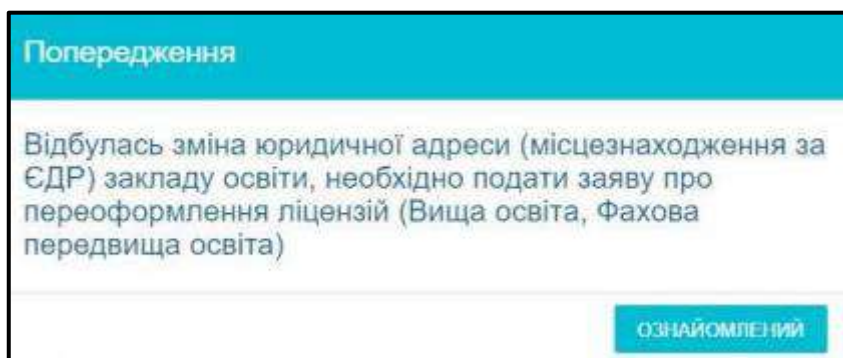 Попередження
Відбулась зміна юридичної адреси (місцезнаходження за
ЄДР) закладу освіти, необхідно подати заяву про
переоформлення ліцензій (Вища освіта, Фахова
передвища освіта)
ОЗНАЙОМЛЕНИЙ